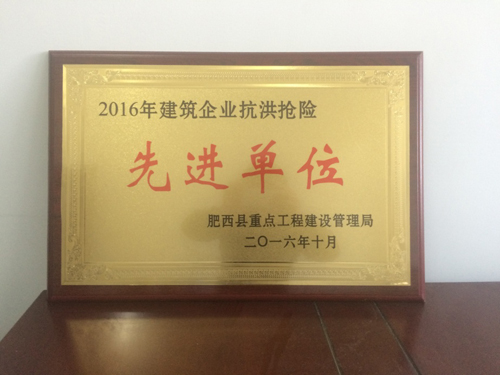 2016年建筑企业抗洪抢险
先进单位
肥西县重点工程建设管理局
二〇一六年十月